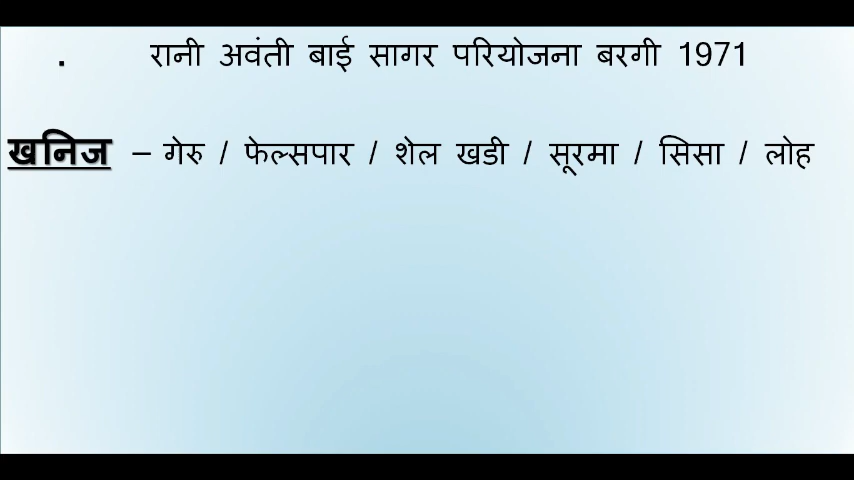 . रानी अवंती बाई सागर परियोजना बरगी 1971
खनिज – गेरु / फेल्सपार / शेल खडी / सूरमा / सिसा / लोह